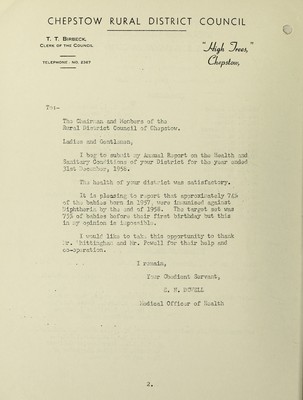 CHEPSTOW RURAL DISTRICT COUNCIL
T. T. BIRBECK,
CLERK OF THE COUNCIL
TELEPHONE: NO. 2367
"High Trees,"
Chepstow,
To:-
The Chairman and Members of the
Rural District Council of Chepstow.
Ladies and Gentlemen,
I beg to submit my Annual Report on the Health and
Sanitary Conditions of your District for the year ended
31st December, 1958.
The health of your district was satisfactory.
It is pleasing to report that aproximately 74%
of the babies born in 1957, were immunised against
Diphtheria by the end of 1958. The target set was
75% of babies before their first birthday but this
in my opinion is impossible.
I would like to take this opportunity to thank
Mr. Whittingham and Mr. Powell for their help and
co-operation.
I remain,
Your Obedient Servant,
Medical Officer of Health
2.